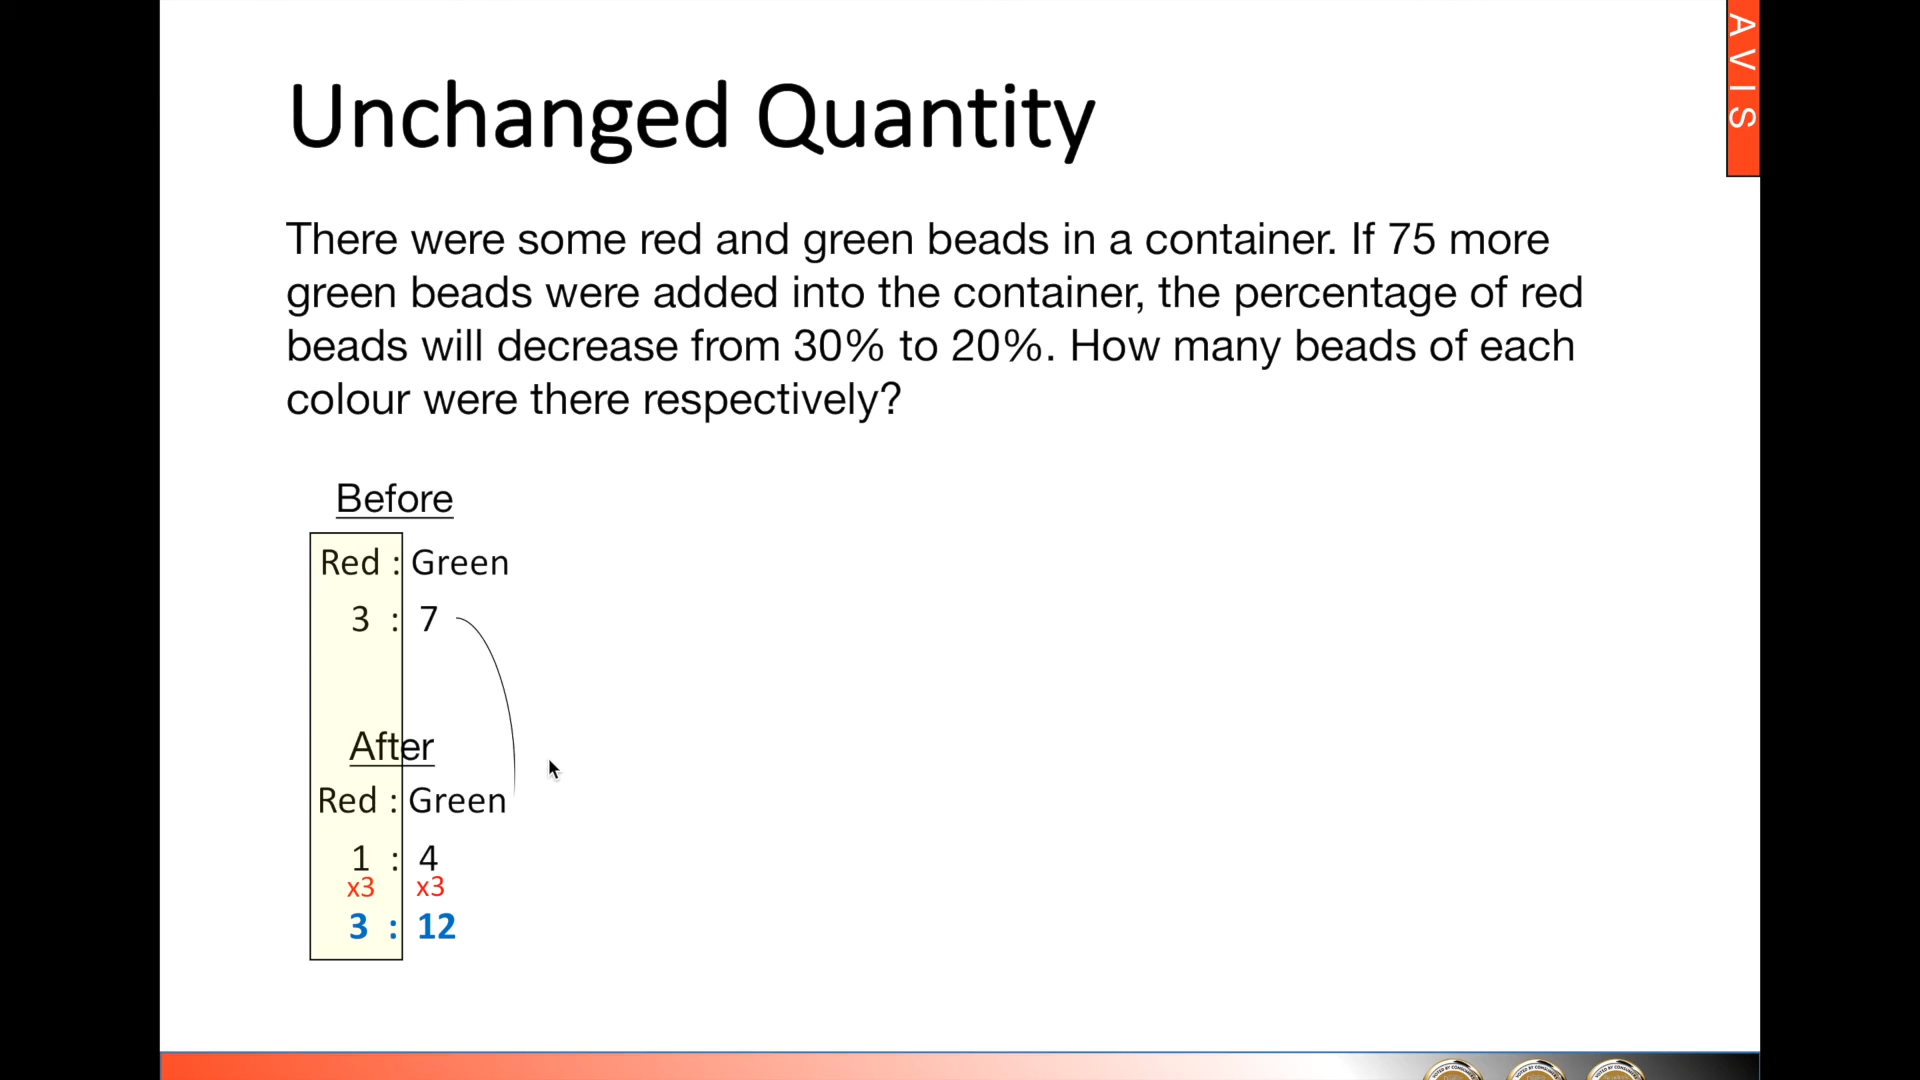 AVIS
Unchanged Quantity
There were some red and green beads in a container. If 75 more
green beads were added into the container, the percentage of red
beads will decrease from 30% to 20%. How many beads of each
colour were there respectively?
Before
Red : Green
3 : 7
After
Red : Green
1 : 4
x3 x3
3 : 12